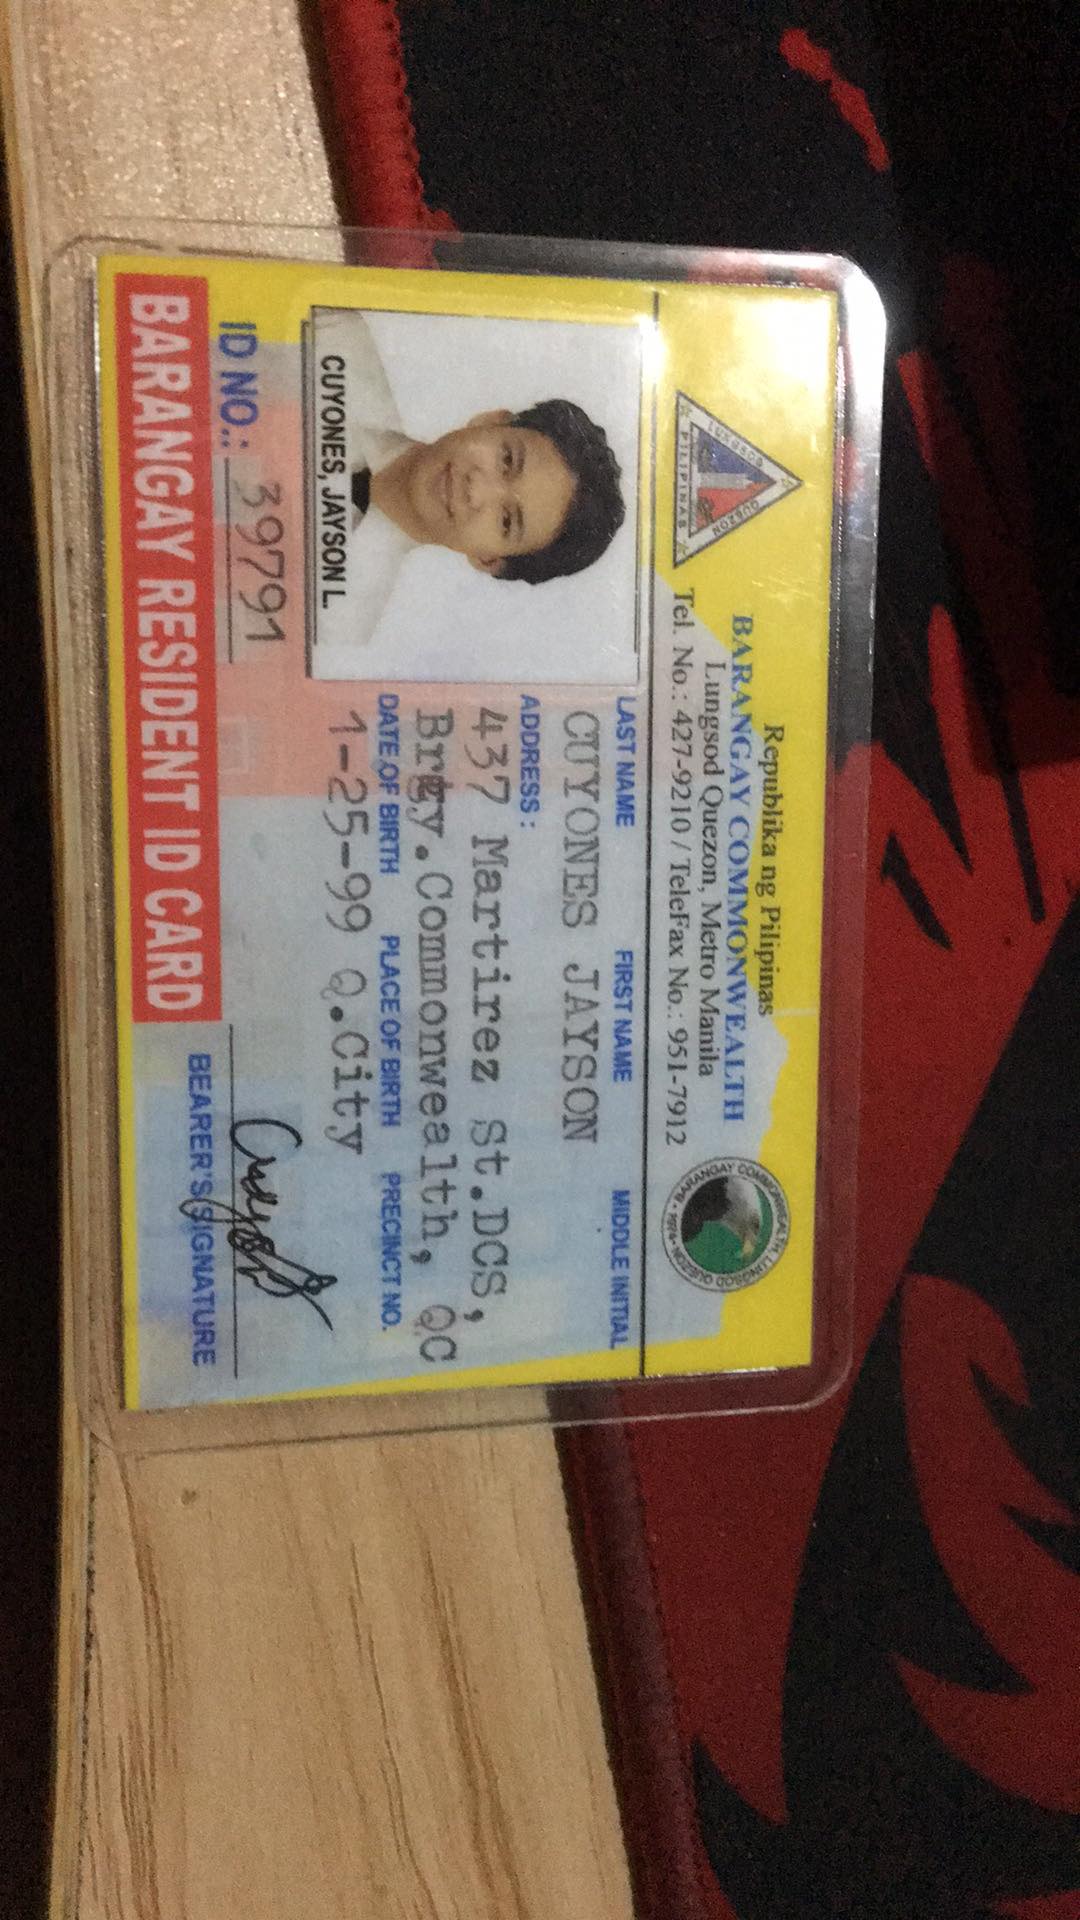 Republika ng Pilipinas
BARANGAY COMMONWEALTH
Lungsod Quezon, Metro Manila
Tel. No.: 427-9210 / TeleFax No.: 951-7912
LUNGSOD QUEZON
PILIPINAS
BARANGAY COMMONWEALTH, LUNGSOD QUEZON
1974
LAST NAME FIRST NAME MIDDLE INITIAL
CUYONES JAYSON
ADDRESS :
437 Martirez St.DCS,
Brgy.Commonwealth, QC
DATE OF BIRTH PLACE OF BIRTH PRECINCT NO.
1-25-99 Q.City
CUYONES, JAYSON L.
ID NO.: 39791
BEARER'S SIGNATURE
BARANGAY RESIDENT ID CARD